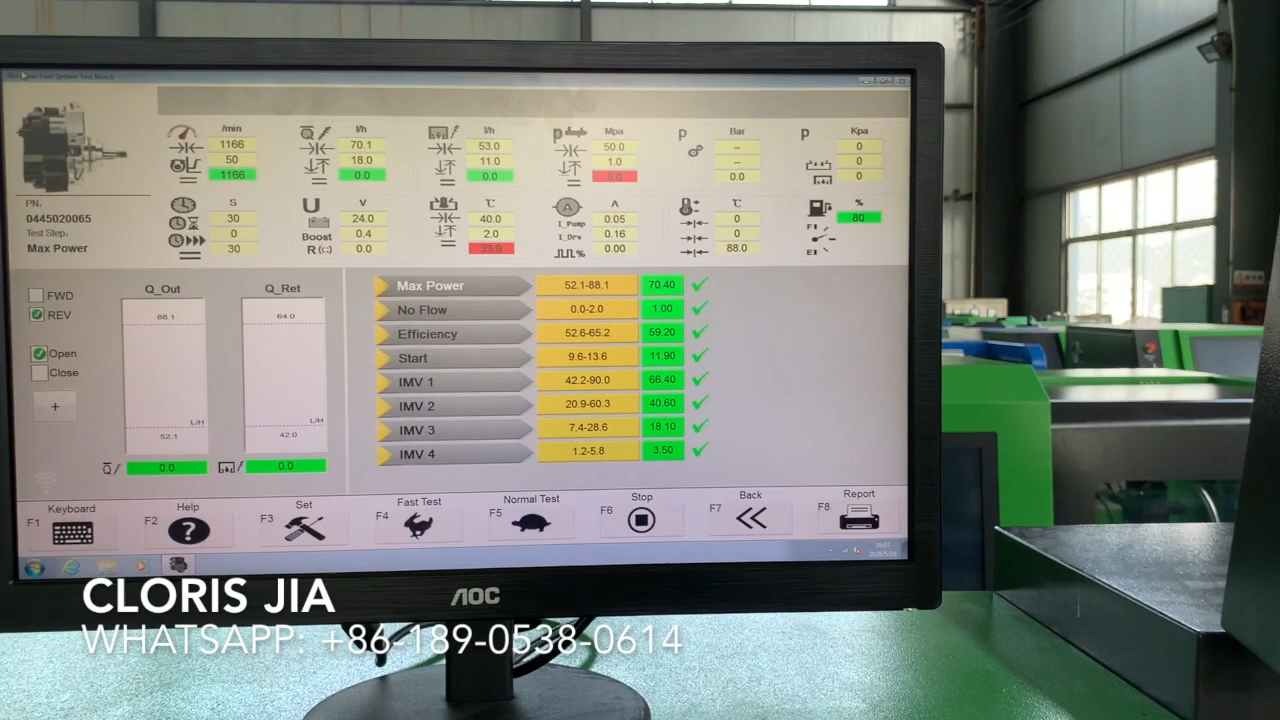 /min
1166
50
1166
l/h
70.1
18.0
0.0
l/h
53.0
11.0
0.0
p
Mpa
50.0
1.0
0.0
p
Bar
--
--
0.0
p
Kpa
0
0
0
PN:
0445020065
Test Step:
Max Power
S
30
0
30
U
V
Boost
R(Ω)
24.0
0.4
0.0
℃
40.0
2.0
33.9
A
A
I_Pump
I_Drv
%
0.05
0.16
0.00
℃
0
0
88.0
%
80
F
E
FWD
REV
Open
Close
+
Q_Out
88.1
L/H
52.1
Q/
0.0
Q_Ret
64.0
L/H
42.0
0.0
Max Power 52.1-88.1 70.40
No Flow 0.0-2.0 1.00
Efficiency 52.6-65.2 59.20
Start 9.6-13.6 11.90
IMV 1 42.2-90.0 66.40
IMV 2 20.9-60.3 40.60
IMV 3 7.4-28.6 18.10
IMV 4 1.2-5.8 3.50
F1 Keyboard
F2 Help
F3 Set
F4 Fast Test
F5 Normal Test
F6 Stop
F7 Back
F8 Report
AOC
CLORIS JIA
WHATSAPP: +86-189-0538-0614